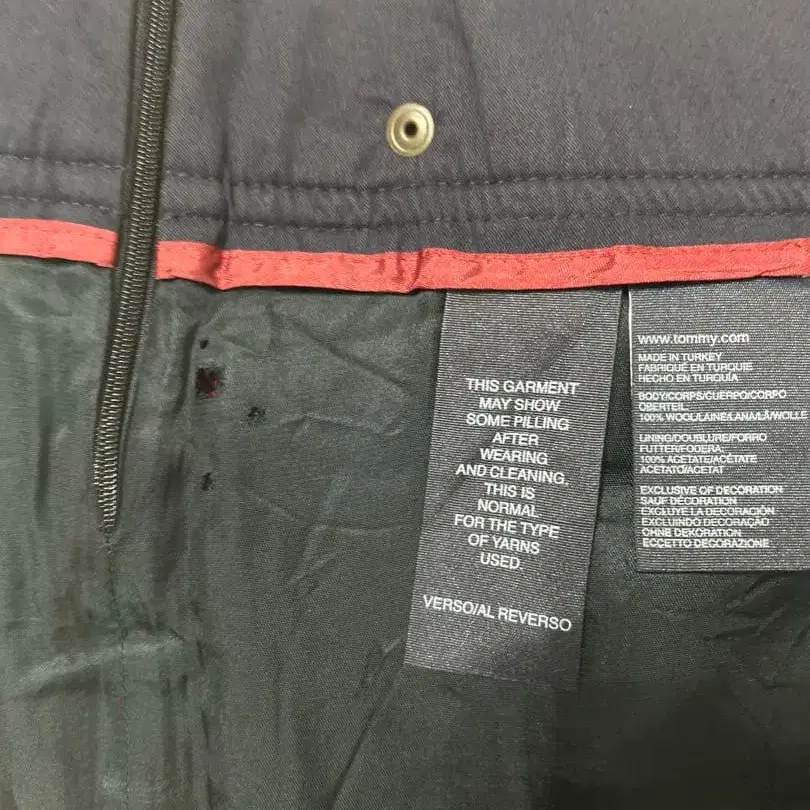 THIS GARMENT
MAY SHOW
SOME PILLING
AFTER
WEARING
AND CLEANING.
THIS IS
NORMAL
FOR THE TYPE
OF YARNS
USED.
VERSO/AL REVERSO
www.tommy.com
MADE IN TURKEY
FABRIQUÉ EN TURQUIE
HECHO EN TURQUÍA
BODY/CORPS/CUERPO/CORPO
OBERTEIL:
100% WOOL/LAINE/LANA/LÃ/WOLLE
LINING/DOUBLURE/FORRO
FUTTER/FODERA:
100% ACETATE/ACÉTATE
ACETATO/ACETAT
EXCLUSIVE OF DECORATION
SAUF DÉCORATION
EXCLUYE LA DECORACIÓN
EXCLUINDO DECORAÇÃO
OHNE DEKORATION
ECCETTO DECORAZIONE